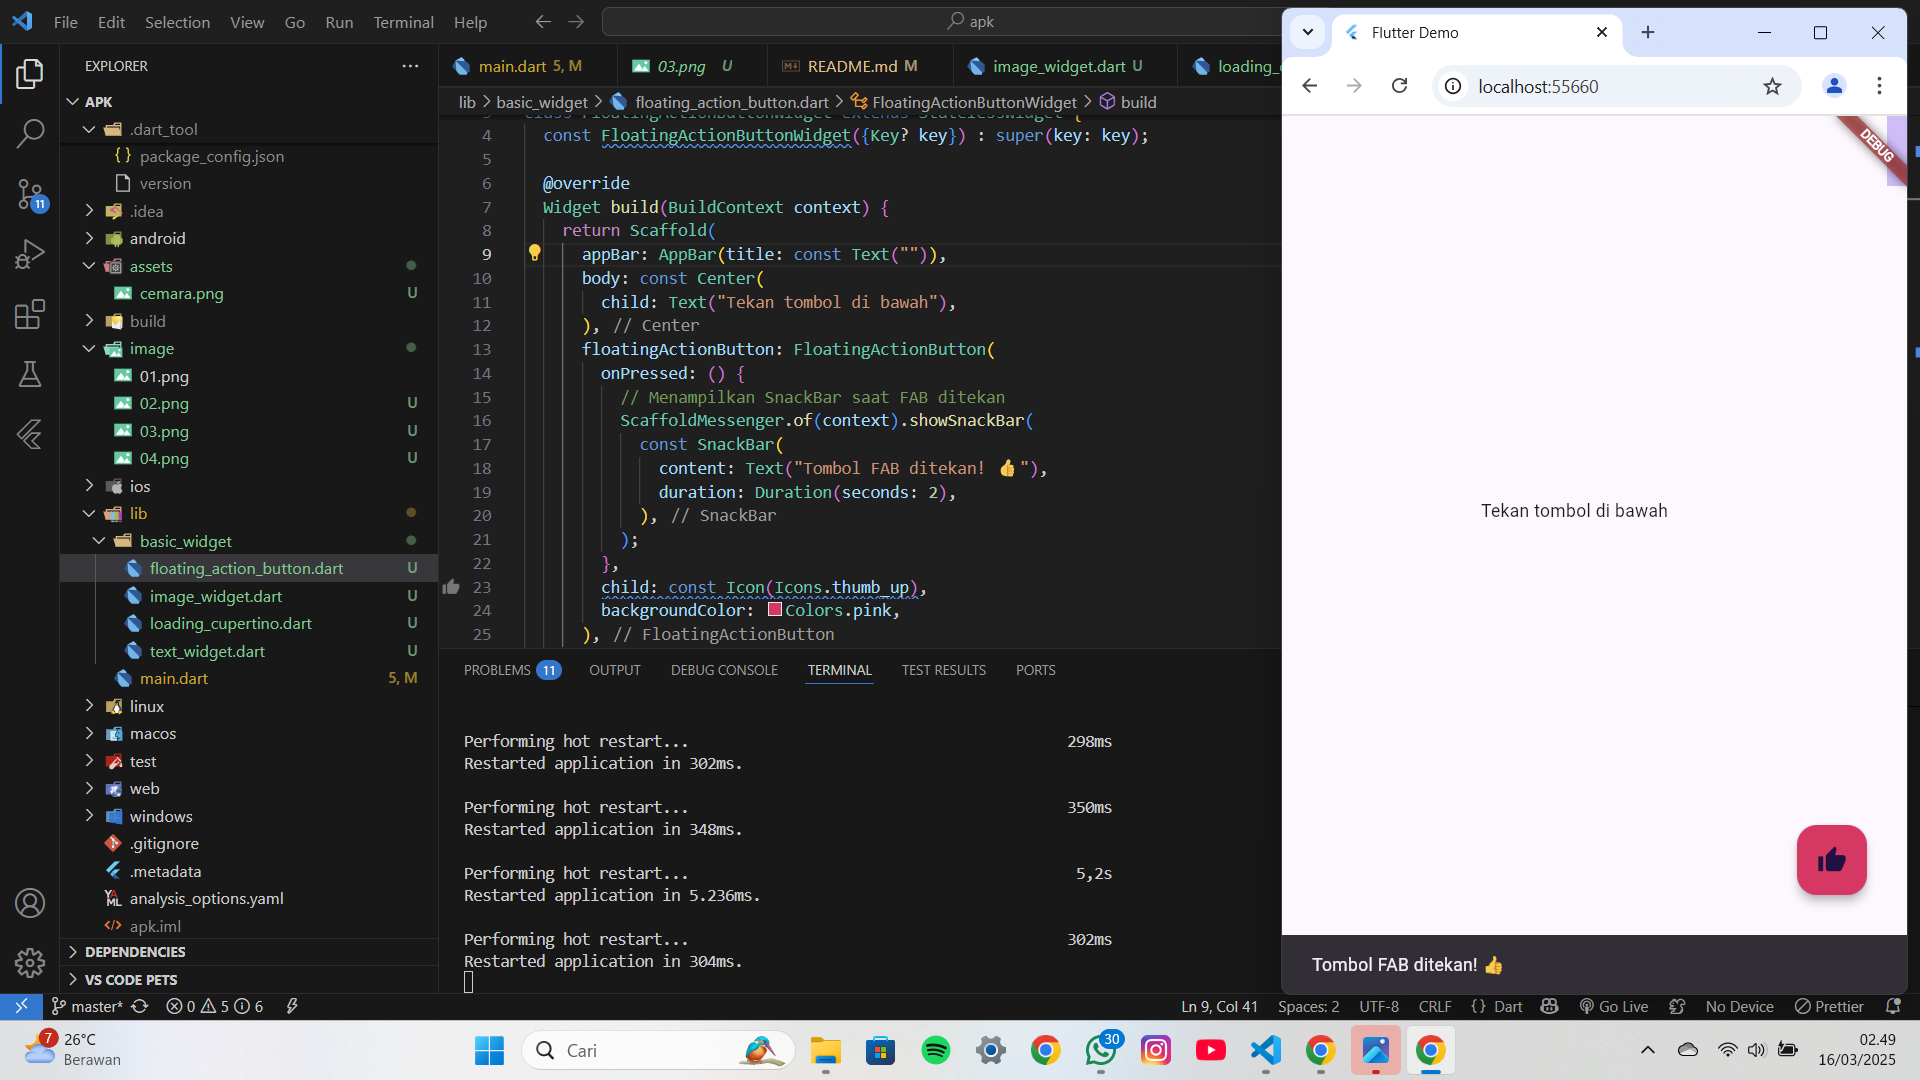 File Edit Selection View Go Run Terminal Help
apk
EXPLORER
APK
.dart_tool
package_config.json
version
.idea
android
assets
cemara.png U
build
image
01.png
02.png U
03.png U
04.png U
ios
lib
basic_widget
floating_action_button.dart U
image_widget.dart U
loading_cupertino.dart U
text_widget.dart U
main.dart 5, M
linux
macos
test
web
windows
.gitignore
.metadata
analysis_options.yaml
apk.iml
DEPENDENCIES
VS CODE PETS
11
main.dart 5, M
03.png U
README.md M
image_widget.dart U
loading_
lib > basic_widget > floating_action_button.dart > FloatingActionButtonWidget > build
4 const FloatingActionButtonWidget({Key? key}) : super(key: key);
5
6 @override
7 Widget build(BuildContext context) {
8 return Scaffold(
9 appBar: AppBar(title: const Text("")),
10 body: const Center(
11 child: Text("Tekan tombol di bawah"),
12 ), // Center
13 floatingActionButton: FloatingActionButton(
14 onPressed: () {
15 // Menampilkan SnackBar saat FAB ditekan
16 ScaffoldMessenger.of(context).showSnackBar(
17 const SnackBar(
18 content: Text("Tombol FAB ditekan! 👍"),
19 duration: Duration(seconds: 2),
20 ), // SnackBar
21 );
22 },
23 child: const Icon(Icons.thumb_up),
24 backgroundColor: Colors.pink,
25 ), // FloatingActionButton
PROBLEMS 11 OUTPUT DEBUG CONSOLE TERMINAL TEST RESULTS PORTS
Performing hot restart... 298ms
Restarted application in 302ms.
Performing hot restart... 350ms
Restarted application in 348ms.
Performing hot restart... 5,2s
Restarted application in 5.236ms.
Performing hot restart... 302ms
Restarted application in 304ms.
Flutter Demo
localhost:55660
DEBUG
Tekan tombol di bawah
Tombol FAB ditekan! 👍
master* 0 5 6
Ln 9, Col 41 Spaces: 2 UTF-8 CRLF {} Dart Go Live No Device Prettier
7
26°C
Berawan
Cari
30
02.49
16/03/2025